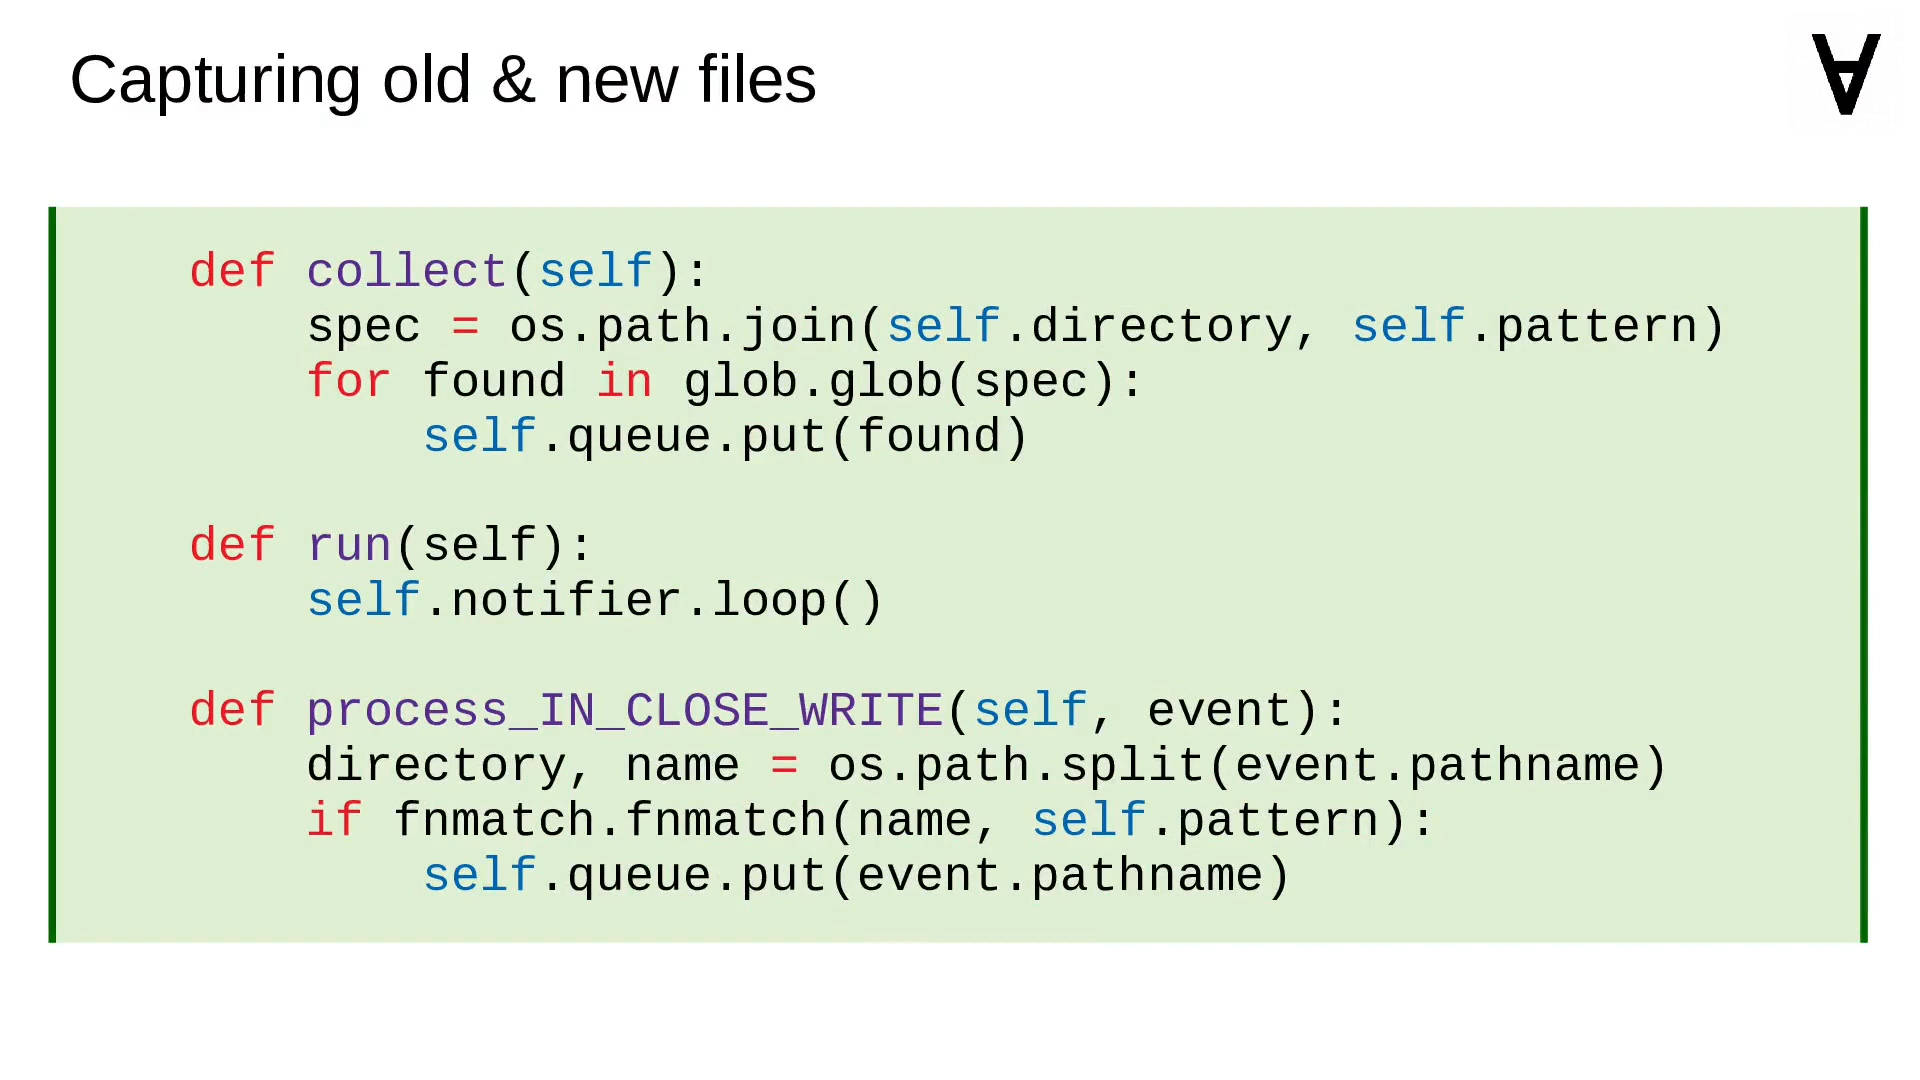 Capturing old & new files
∀
def collect(self):
    spec = os.path.join(self.directory, self.pattern)
    for found in glob.glob(spec):
        self.queue.put(found)

def run(self):
    self.notifier.loop()

def process_IN_CLOSE_WRITE(self, event):
    directory, name = os.path.split(event.pathname)
    if fnmatch.fnmatch(name, self.pattern):
        self.queue.put(event.pathname)